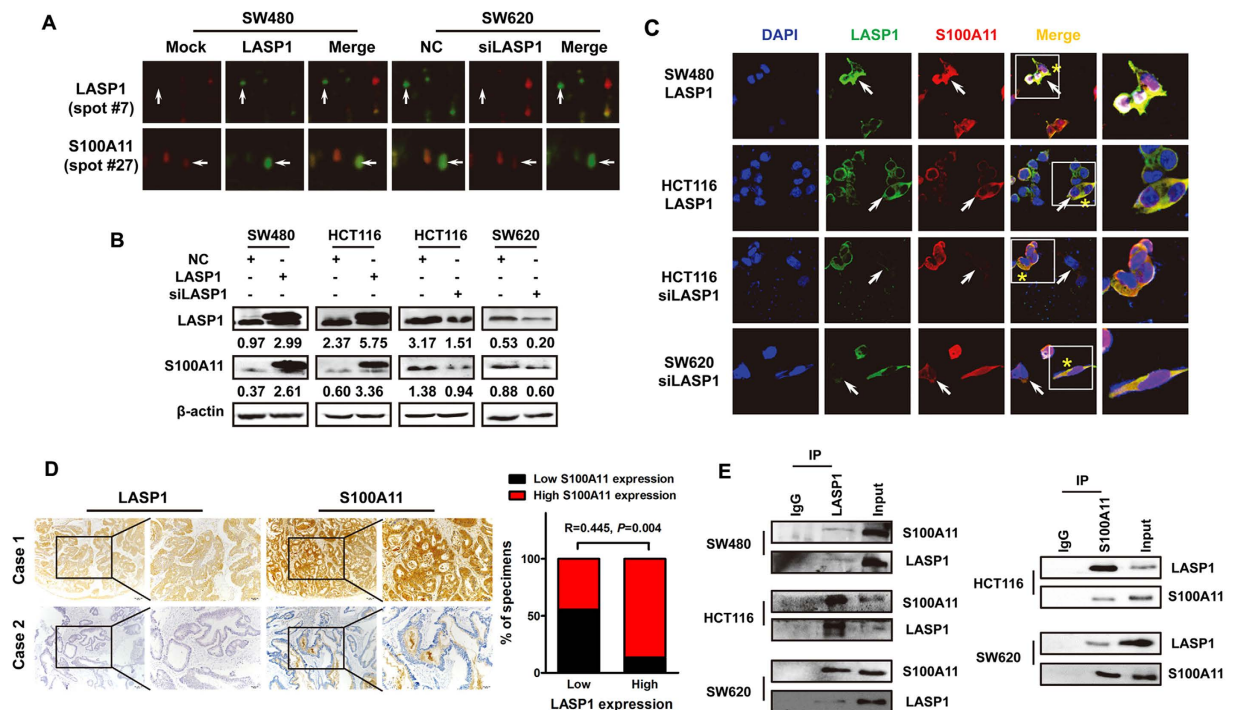 A
SW480
SW620
Mock LASP1 Merge NC siLASP1 Merge
LASP1
(spot #7)
S100A11
(spot #27)
B
SW480 HCT116 HCT116 SW620
NC + - + - + - + -
LASP1 - + - + - - - -
siLASP1 - - - - - + - +
LASP1
0.97 2.99 2.37 5.75 3.17 1.51 0.53 0.20
S100A11
0.37 2.61 0.60 3.36 1.38 0.94 0.88 0.60
β-actin
C
DAPI LASP1 S100A11 Merge
SW480
LASP1
*
HCT116
LASP1
*
HCT116
siLASP1
*
SW620
siLASP1
*
D
LASP1 S100A11
Case 1
Case 2
Low S100A11 expression
High S100A11 expression
R=0.445, P=0.004
% of specimens
100
50
0
Low High
LASP1 expression
E
IP
IgG LASP1 Input
SW480
S100A11
LASP1
HCT116
S100A11
LASP1
SW620
S100A11
LASP1
IP
IgG S100A11 Input
HCT116
LASP1
S100A11
SW620
LASP1
S100A11